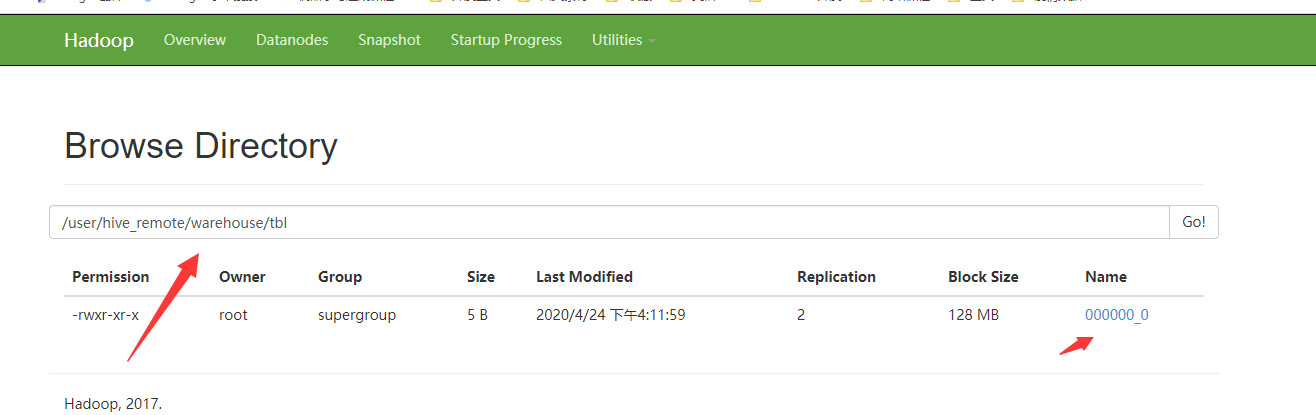 Hadoop Overview Datanodes Snapshot Startup Progress Utilities
Browse Directory
/user/hive_remote/warehouse/tbl Go!
Permission Owner Group Size Last Modified Replication Block Size Name
-rwxr-xr-x root supergroup 5 B 2020/4/24 下午4:11:59 2 128 MB 000000_0
Hadoop, 2017.